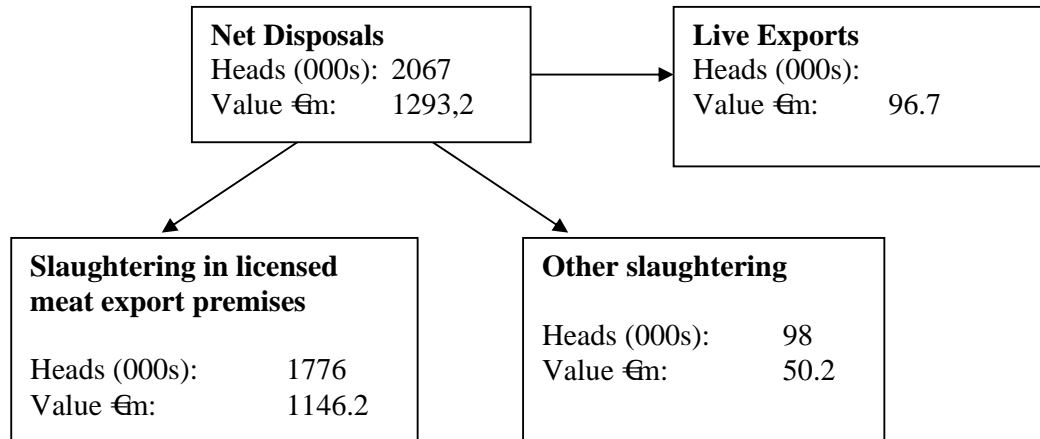 Net Disposals
Heads (000s): 2067
Value €m: 1293,2
Live Exports
Heads (000s):
Value €m: 96.7
Slaughtering in licensed
meat export premises
Heads (000s): 1776
Value €m: 1146.2
Other slaughtering
Heads (000s): 98
Value €m: 50.2